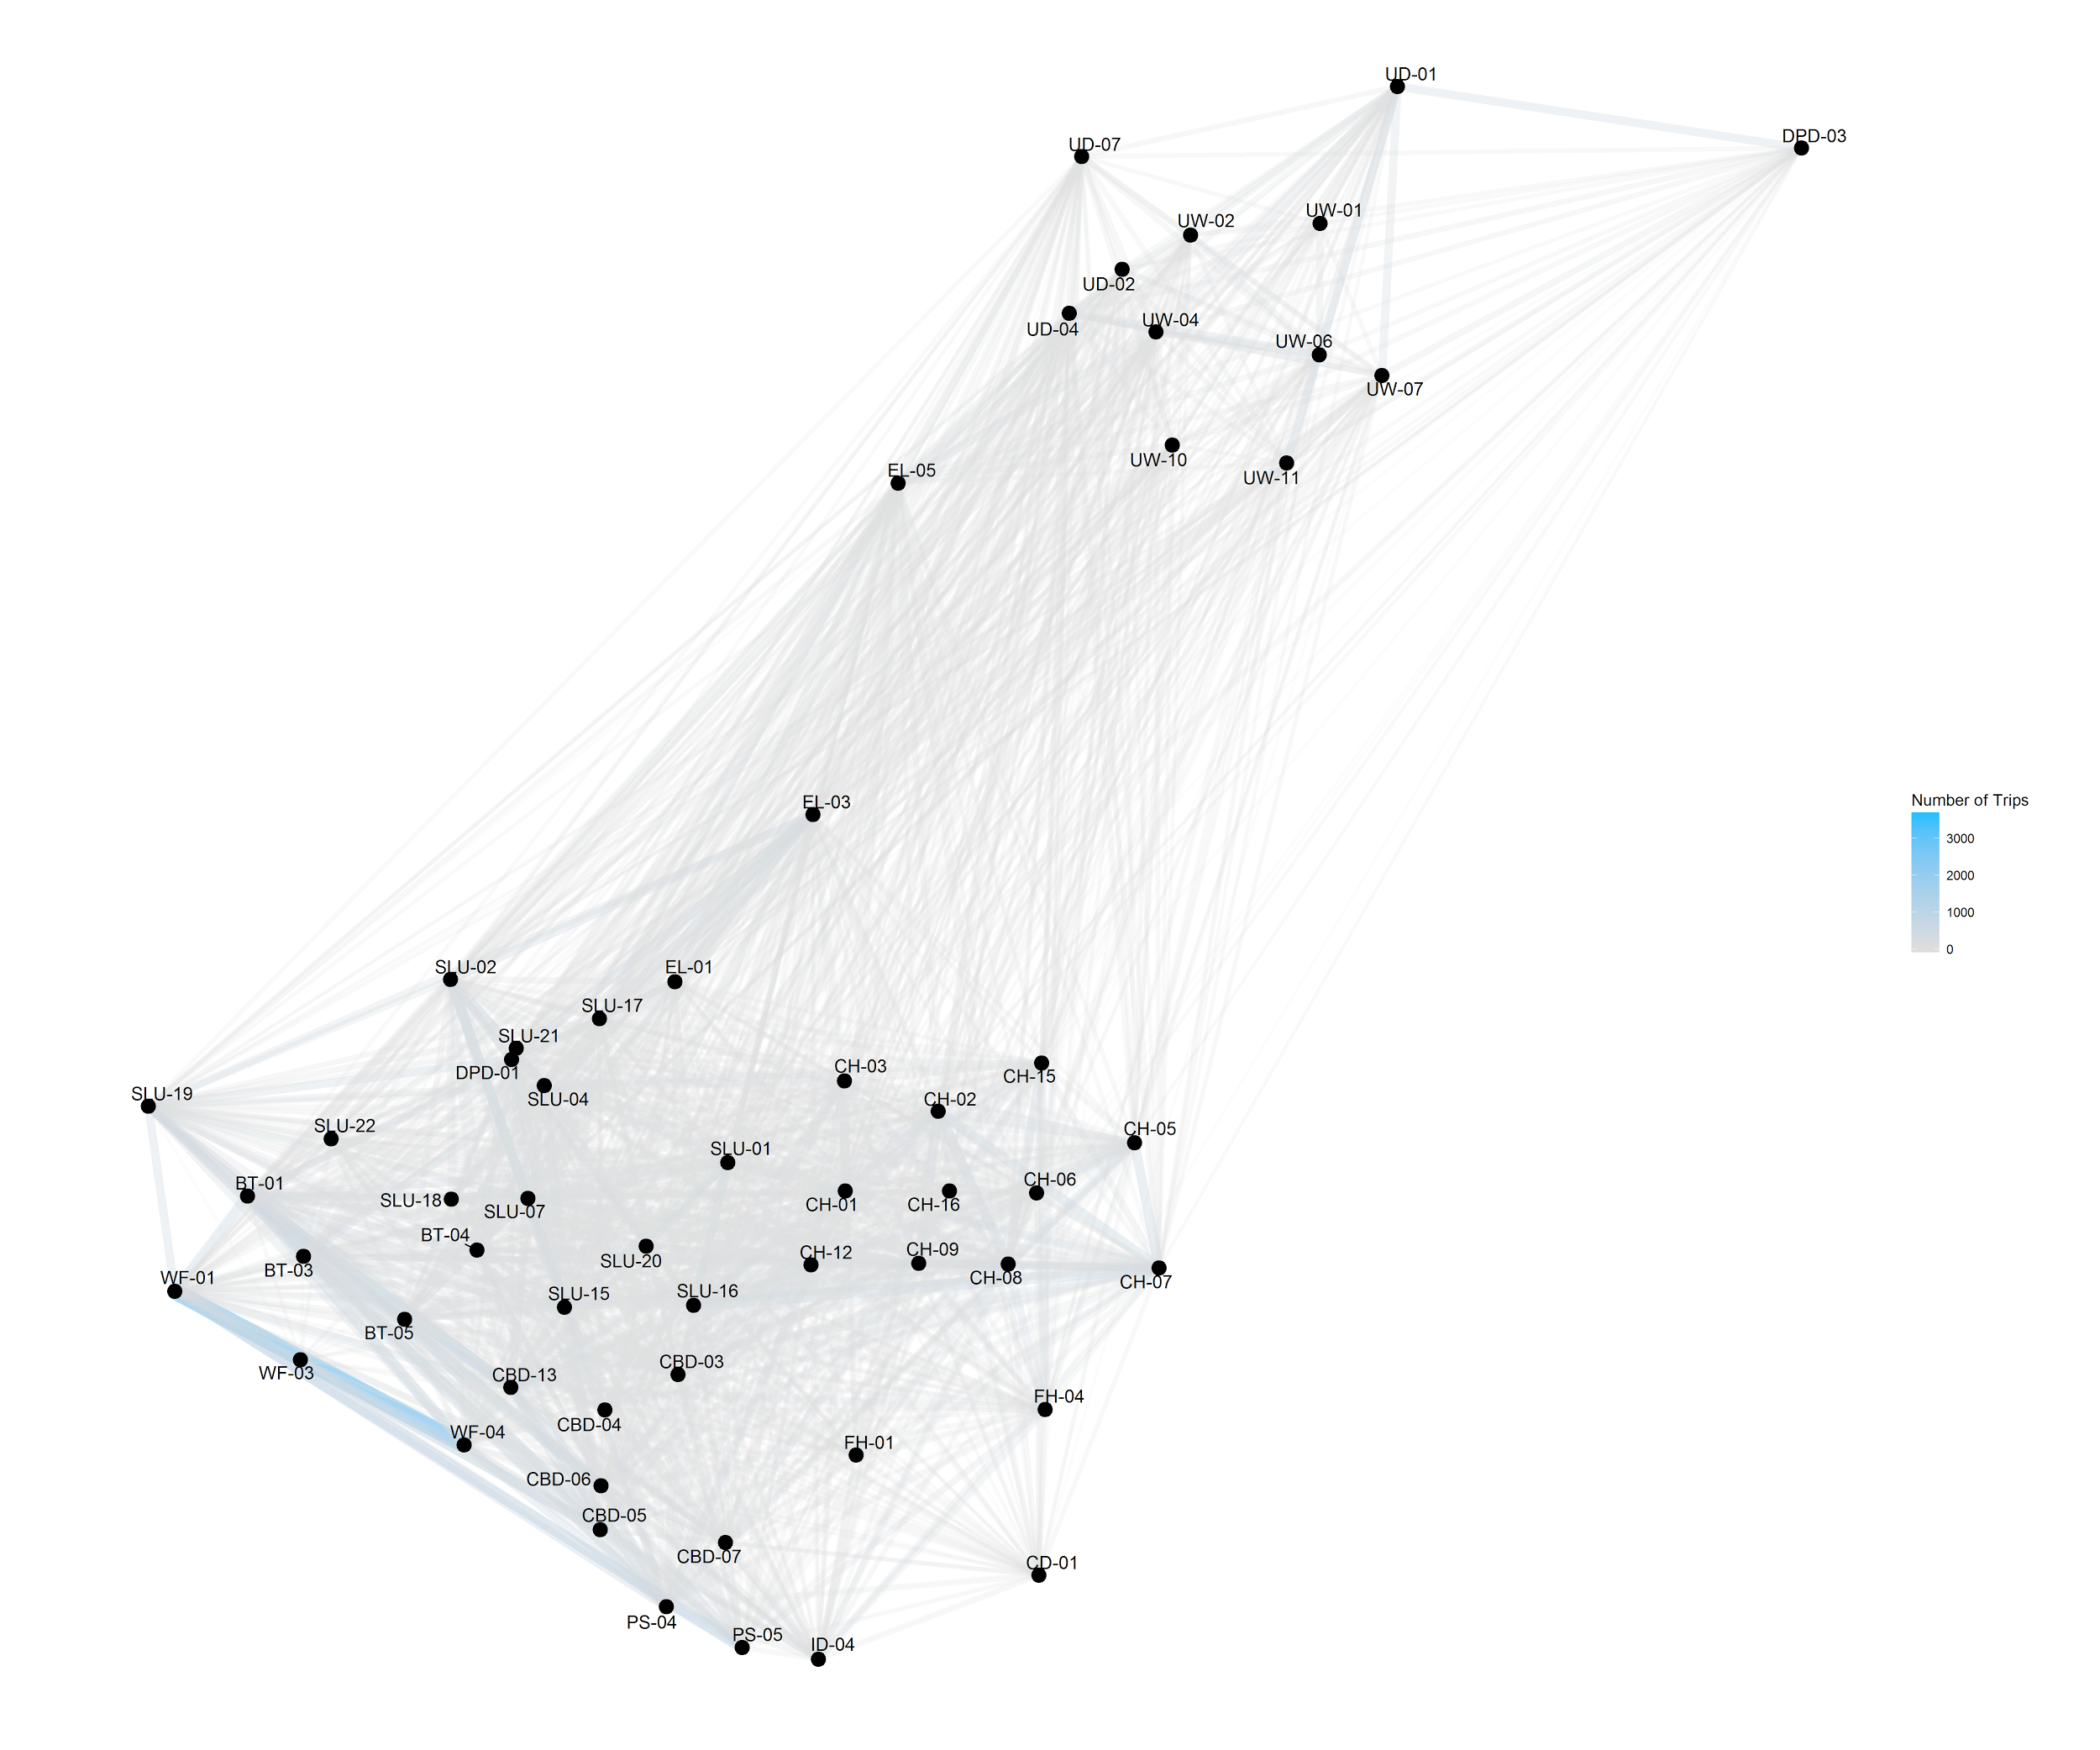 UD-01
DPD-03
UD-07
UW-01
UW-02
UD-02
UW-04
UD-04
UW-06
UW-07
UW-10
EL-05
UW-11
Number of Trips
EL-03
3000
2000
1000
0
SLU-02
EL-01
SLU-17
SLU-21
CH-03
DPD-01
CH-15
SLU-19
SLU-04
CH-02
SLU-22
CH-05
SLU-01
CH-06
BT-01
SLU-18
CH-01
CH-16
SLU-07
BT-04
CH-09
CH-12
SLU-20
BT-03
WF-01
CH-08
CH-07
SLU-16
SLU-15
BT-05
CBD-03
WF-03
CBD-13
FH-04
CBD-04
WF-04
FH-01
CBD-06
CBD-05
CBD-07
CD-01
PS-04
PS-05
ID-04